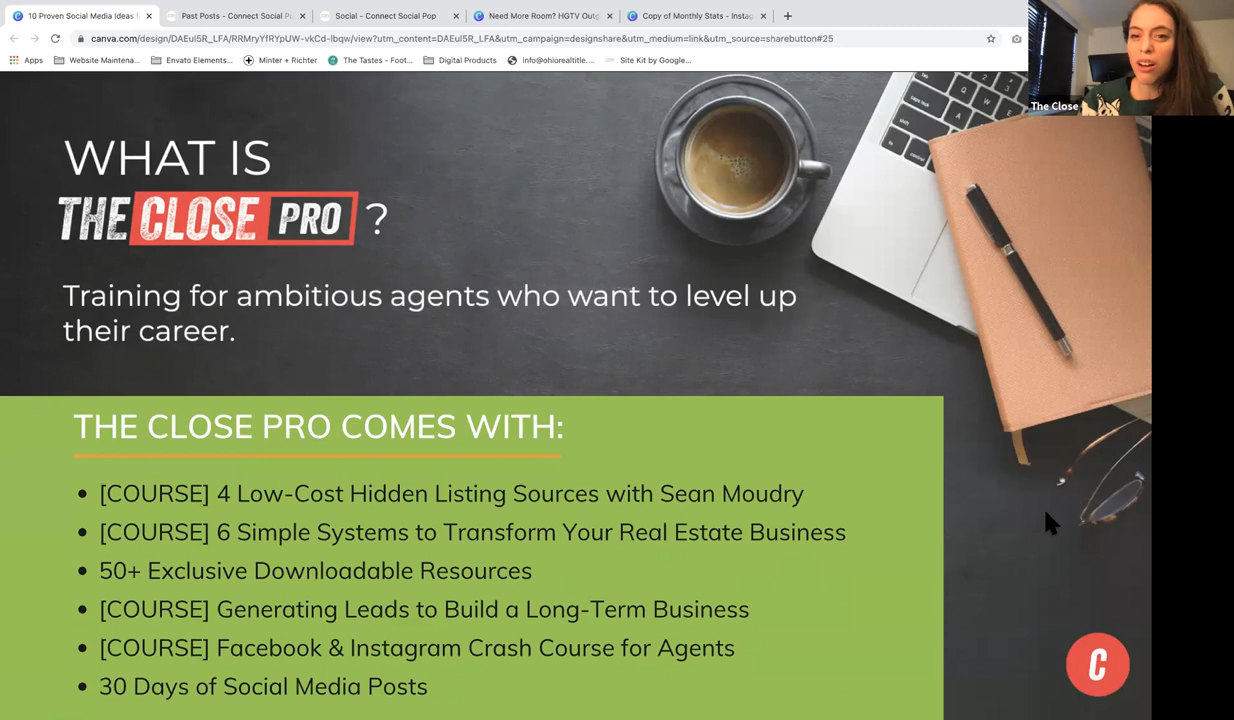 10 Proven Social Media Ideas
Past Posts - Connect Social P
Social - Connect Social Pop
Need More Room? HGTV Outg
Copy of Monthly Stats - Instag
canva.com/design/DAEul5R_LFA/RRMryYfRYpUW-vkCd-lbqw/view?utm_content=DAEul5R_LFA&utm_campaign=designshare&utm_medium=link&utm_source=sharebutton#25
Apps
Website Maintena...
Envato Elements...
Minter + Richter
The Tastes - Foot...
Digital Products
info@ohiorealtitle....
Site Kit by Google...
The Close
WHAT IS
THE CLOSE PRO ?
Training for ambitious agents who want to level up
their career.
THE CLOSE PRO COMES WITH:
• [COURSE] 4 Low-Cost Hidden Listing Sources with Sean Moudry
• [COURSE] 6 Simple Systems to Transform Your Real Estate Business
• 50+ Exclusive Downloadable Resources
• [COURSE] Generating Leads to Build a Long-Term Business
• [COURSE] Facebook & Instagram Crash Course for Agents
• 30 Days of Social Media Posts
C